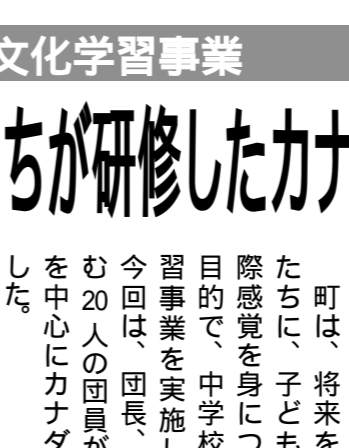 文化学習事業
ちが研修したカナ
町は、将来を
たちに、子ども
際感覚を身につ
目的で、中学校
習事業を実施し
今回は、団長、
む20人の団員が
を中心にカナダ
した。